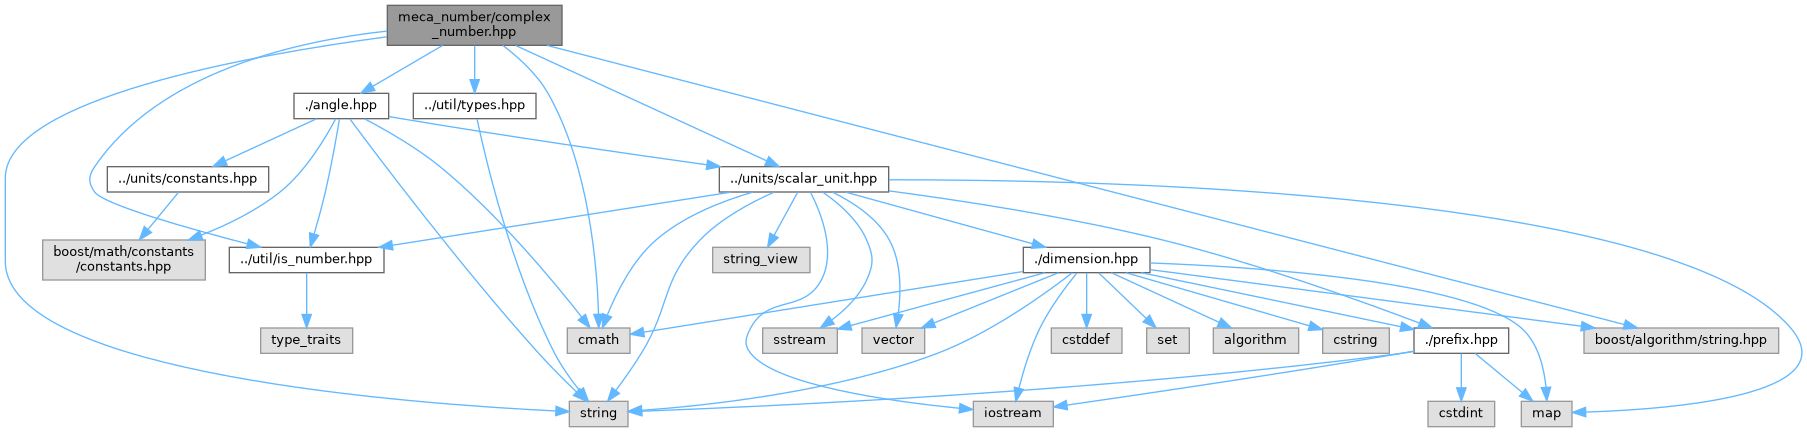 meca_number/complex
_number.hpp
./angle.hpp
../util/types.hpp
../units/constants.hpp
../units/scalar_unit.hpp
boost/math/constants
/constants.hpp
../util/is_number.hpp
string_view
./dimension.hpp
type_traits
cmath
sstream
vector
cstddef
set
algorithm
cstring
./prefix.hpp
boost/algorithm/string.hpp
string
iostream
cstdint
map